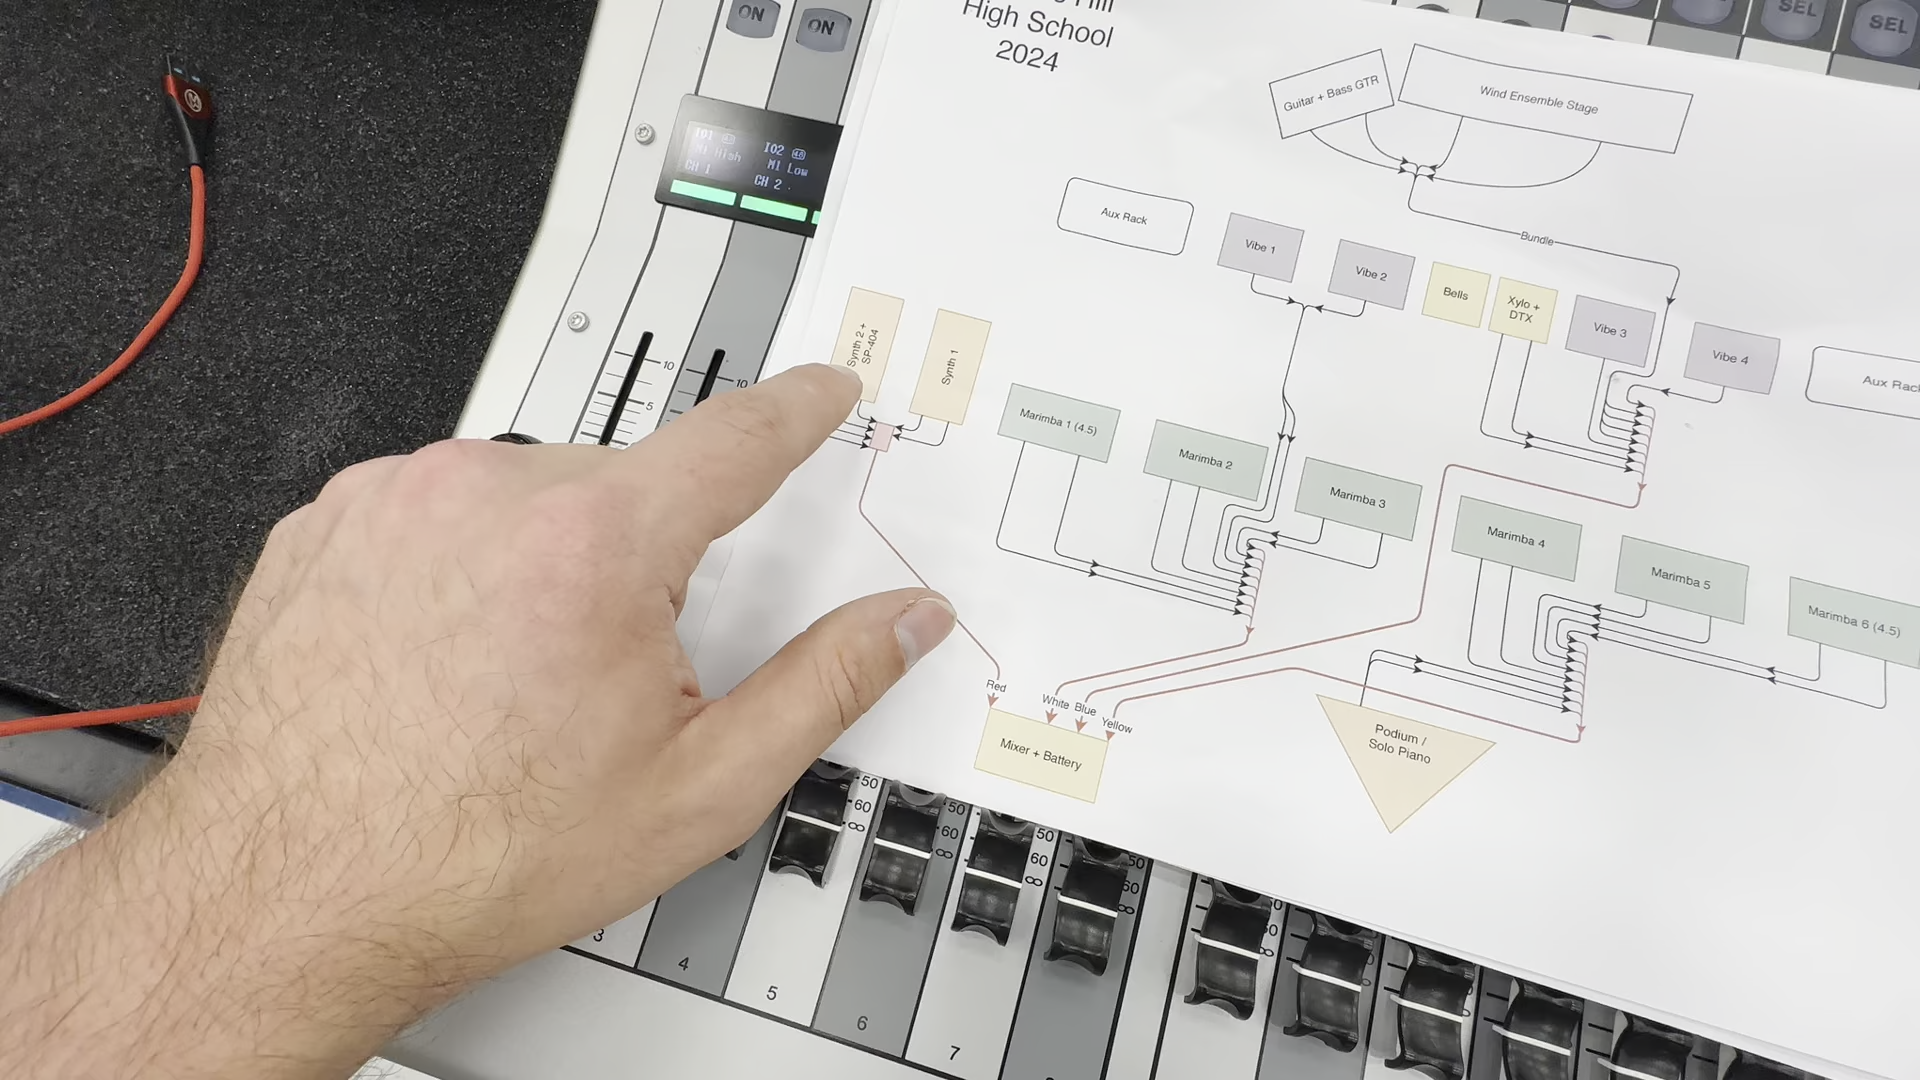 ON
ON
SEL
SEL
High School
2024
Guitar + Bass GTR
Wind Ensemble Stage
IO1 48
M1 High
CH 1
IO2 48
M1 Low
CH 2
Aux Rack
Bundle
Vibe 1
Vibe 2
Bells
Xylo +
DTX
Vibe 3
Vibe 4
Aux Rack
Synth 2 +
SP-404
Synth 1
10
5
10
Marimba 1 (4.5)
Marimba 2
Marimba 3
Marimba 4
Marimba 5
Marimba 6 (4.5)
Red
White
Blue
Yellow
Mixer + Battery
Podium /
Solo Piano
50
60
∞
50
60
∞
50
60
∞
50
60
∞
3
4
5
6
7